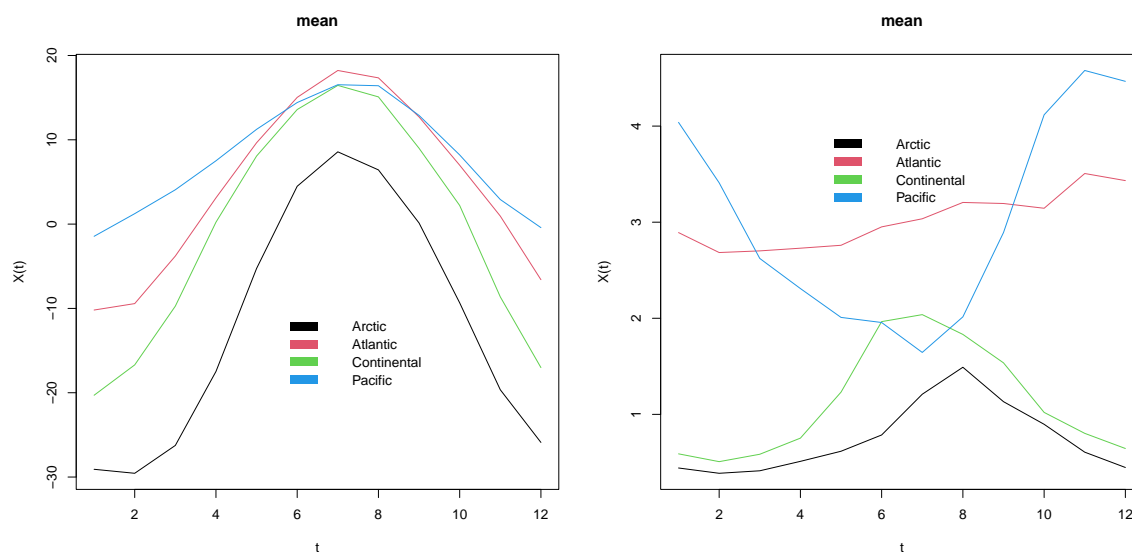 mean
20
10
0
-10
-20
-30
X(t)
Arctic
Atlantic
Continental
Pacific
2
4
6
8
10
12
t
mean
4
3
2
1
X(t)
Arctic
Atlantic
Continental
Pacific
2
4
6
8
10
12
t